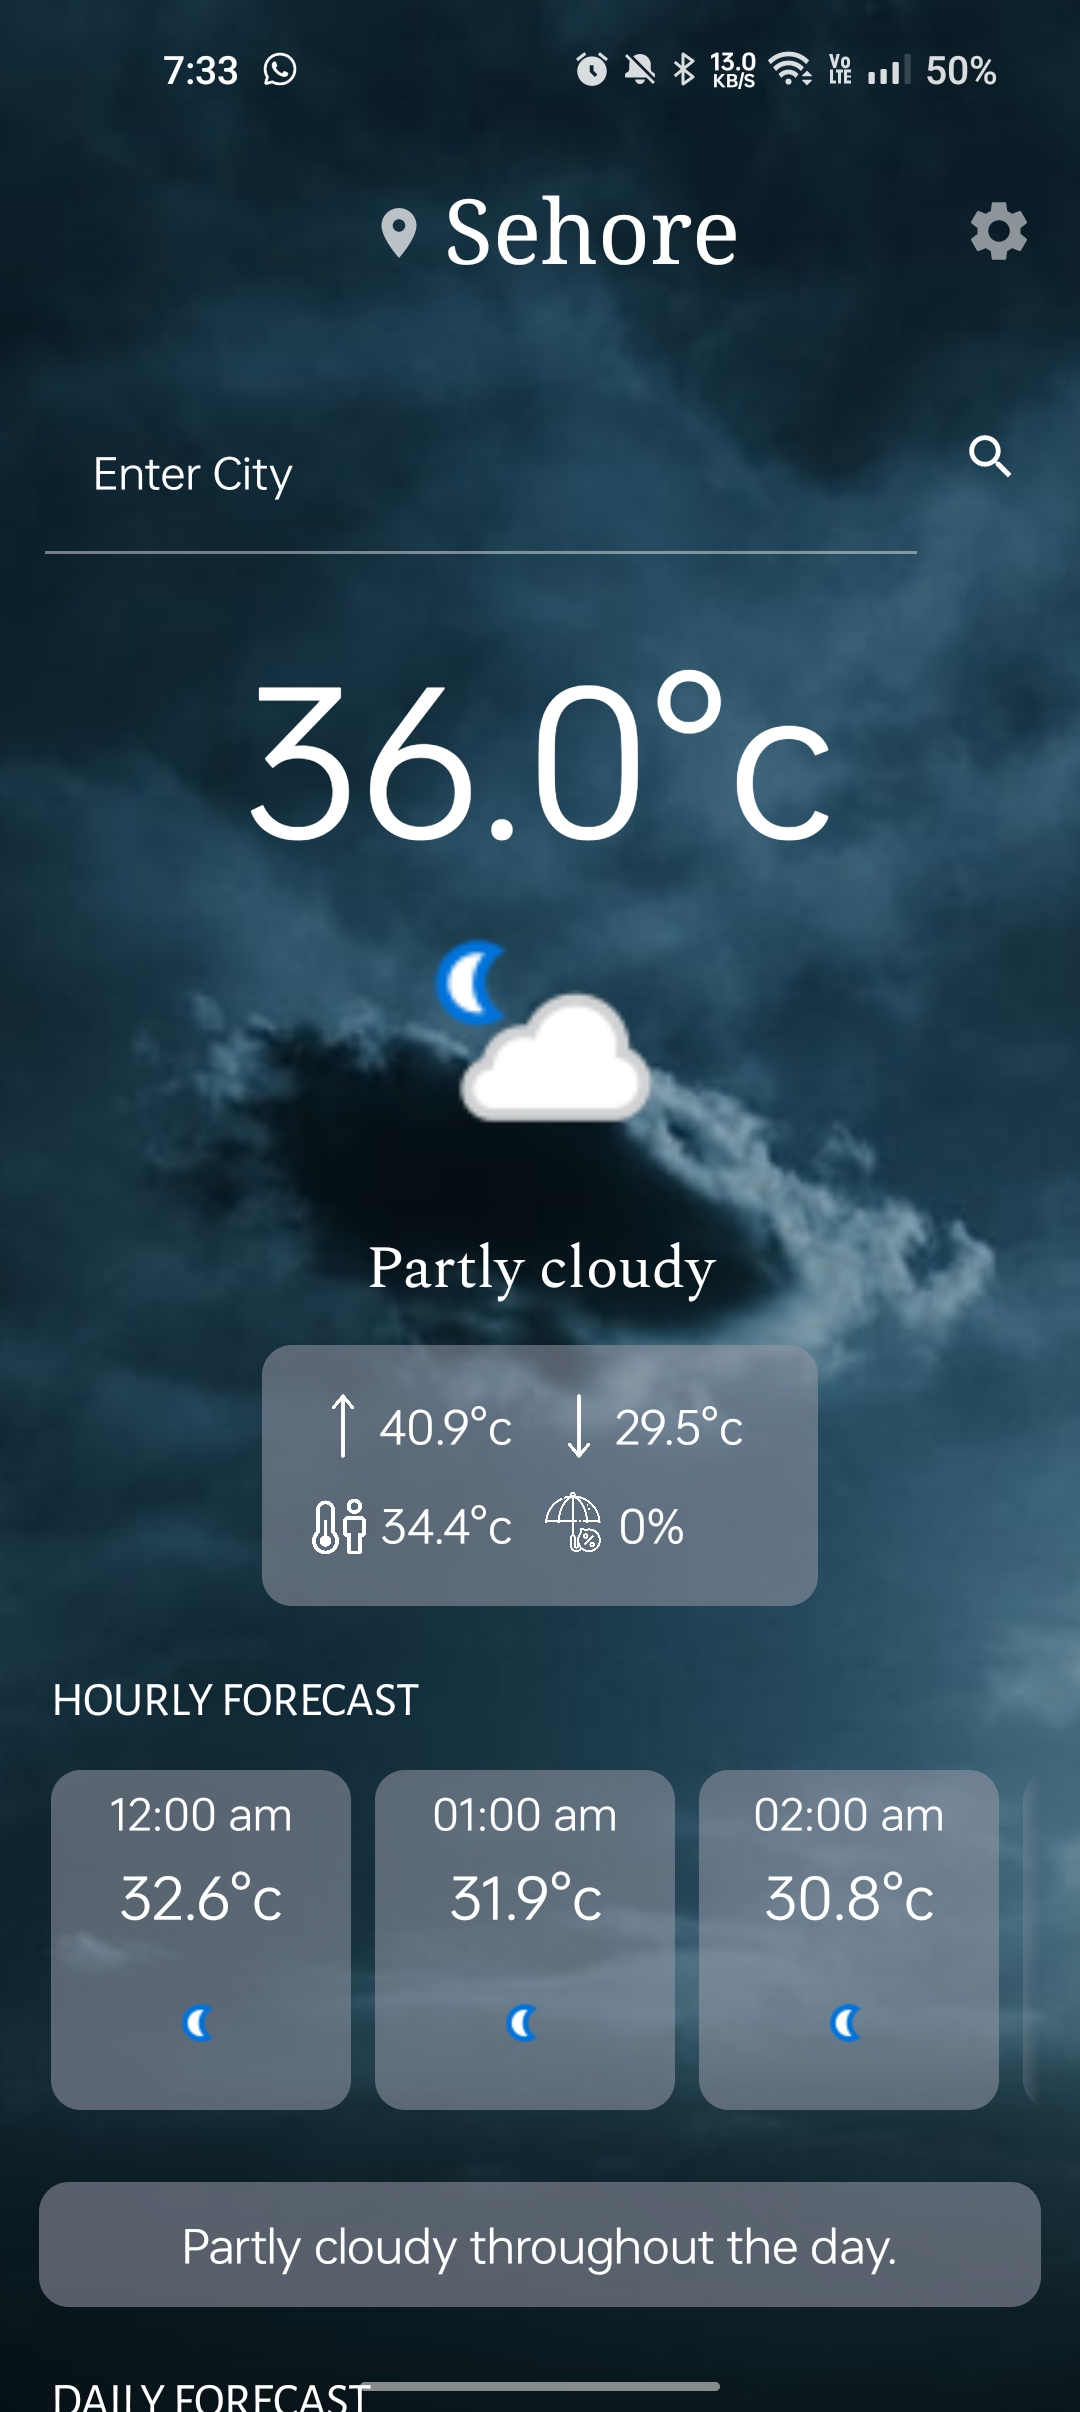 7:33 13.0 KB/S Vo LTE 50%
Sehore
Enter City
36.0°c
Partly cloudy
40.9°c 29.5°c
34.4°c 0%
HOURLY FORECAST
12:00 am 01:00 am 02:00 am
32.6°c 31.9°c 30.8°c
Partly cloudy throughout the day.
DAILY FORECAST